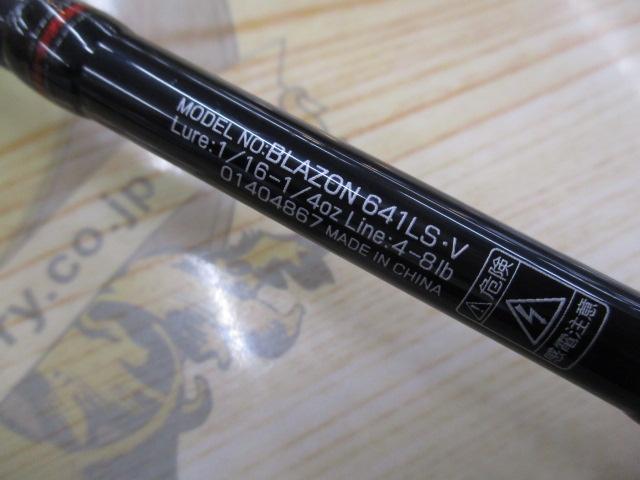 MODEL NO:BLAZON 641LS·V
Lure:1/16-1/4oz Line:4-8lb
01404867 MADE IN CHINA
危険
感電注意
ry.co.jp